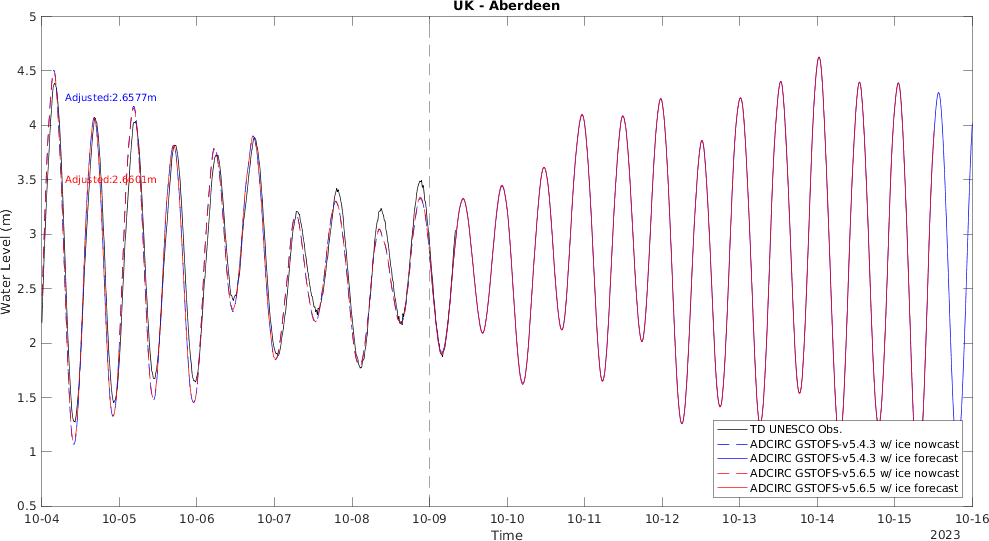 UK - Aberdeen
5
4.5
4
3.5
3
2.5
2
1.5
1
0.5
Water Level (m)
Adjusted:2.6577m
Adjusted:2.6601m
TD UNESCO Obs.
ADCIRC GSTOFS-v5.4.3 w/ ice nowcast
ADCIRC GSTOFS-v5.4.3 w/ ice forecast
ADCIRC GSTOFS-v5.6.5 w/ ice nowcast
ADCIRC GSTOFS-v5.6.5 w/ ice forecast
10-04 10-05 10-06 10-07 10-08 10-09 10-10 10-11 10-12 10-13 10-14 10-15 10-16
Time
2023